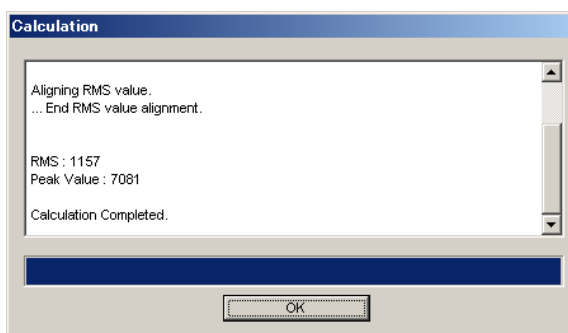 Calculation
Aligning RMS value.
... End RMS value alignment.
RMS : 1157
Peak Value : 7081
Calculation Completed.
OK